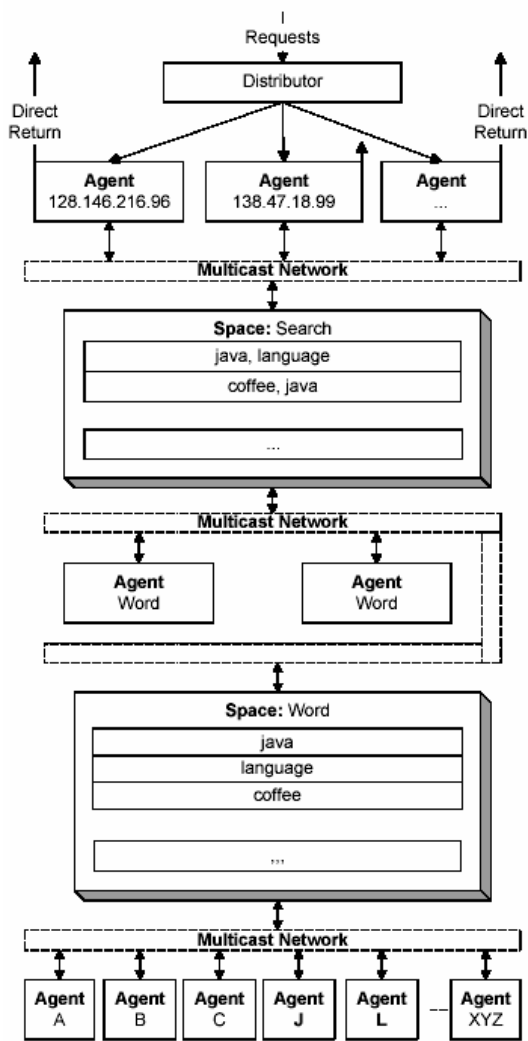 Requests
Distributor
Direct
Return
Direct
Return
Agent
128.146.216.96
Agent
138.47.18.99
Agent
...
Multicast Network
Space: Search
java, language
coffee, java
...
Multicast Network
Agent
Word
Agent
Word
Space: Word
java
language
coffee
,,,
Multicast Network
Agent
A
Agent
B
Agent
C
Agent
J
Agent
L
Agent
XYZ